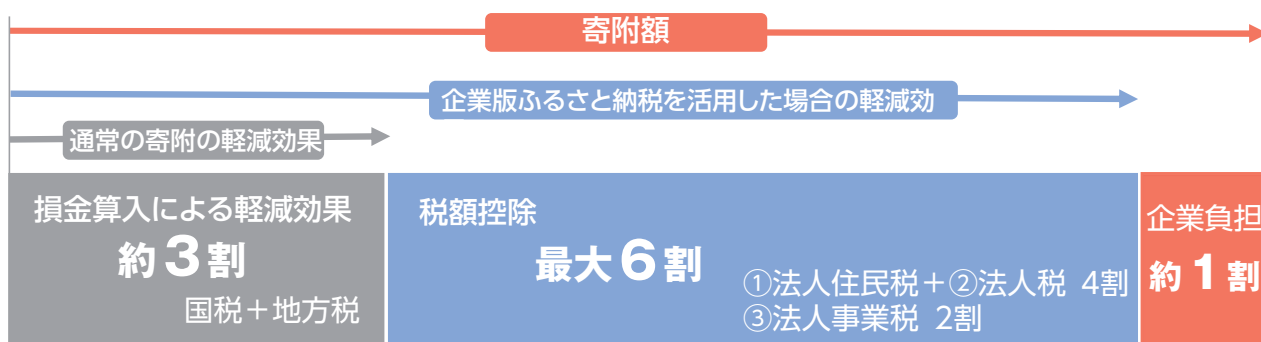 寄附額
企業版ふるさと納税を活用した場合の軽減効
通常の寄附の軽減効果
損金算入による軽減効果
約3割
国税＋地方税
税額控除
最大6割
①法人住民税＋②法人税 4割
③法人事業税 2割
企業負担
約1割